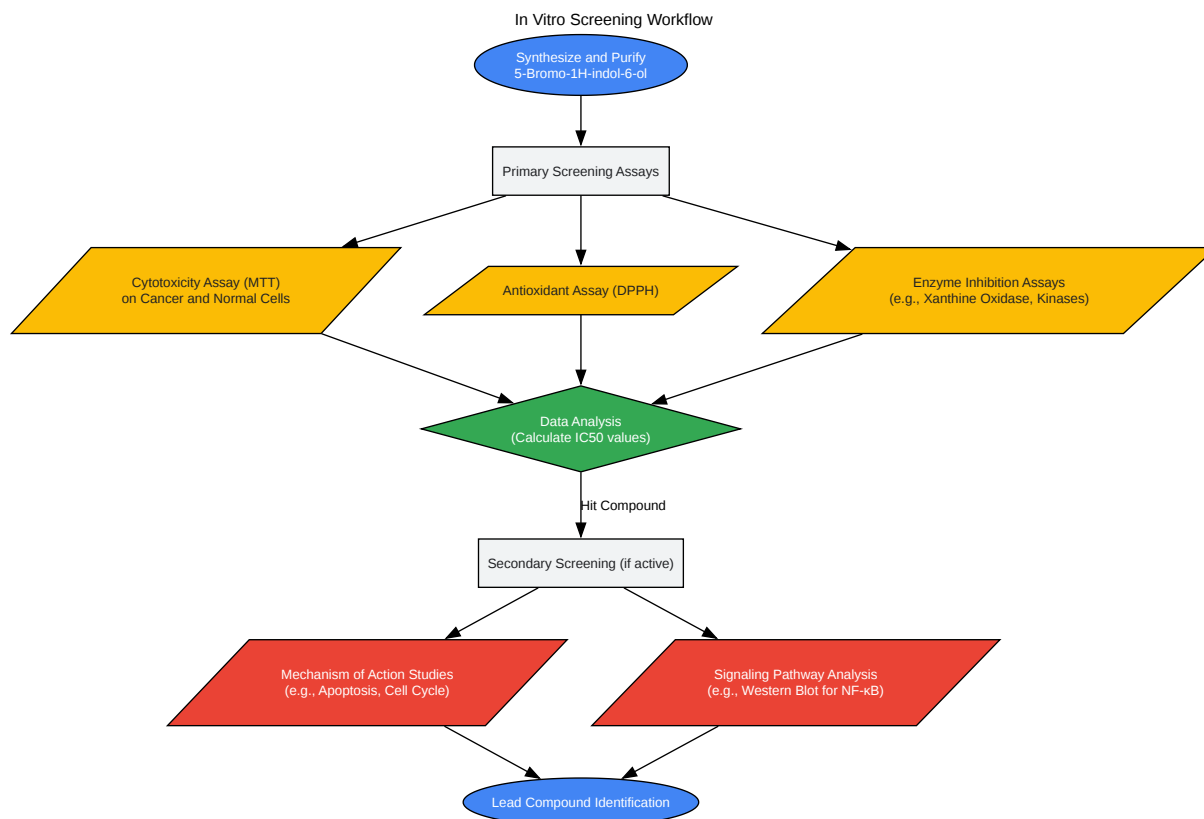 In Vitro Screening Workflow
Synthesize and Purify
5-Bromo-1H-indol-6-ol
Primary Screening Assays
Cytotoxicity Assay (MTT)
on Cancer and Normal Cells
Antioxidant Assay (DPPH)
Enzyme Inhibition Assays
(e.g., Xanthine Oxidase, Kinases)
Data Analysis
(Calculate IC50 values)
Hit Compound
Secondary Screening (if active)
Mechanism of Action Studies
(e.g., Apoptosis, Cell Cycle)
Signaling Pathway Analysis
(e.g., Western Blot for NF-κB)
Lead Compound Identification